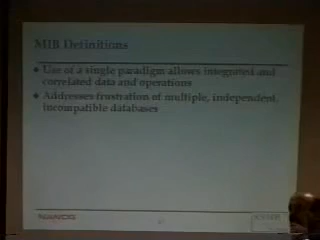 MIB Definitions
Use of a single paradigm allows integrated and
correlated data and operations
Addresses frustration of multiple, independent,
incompatible databases
NANOG